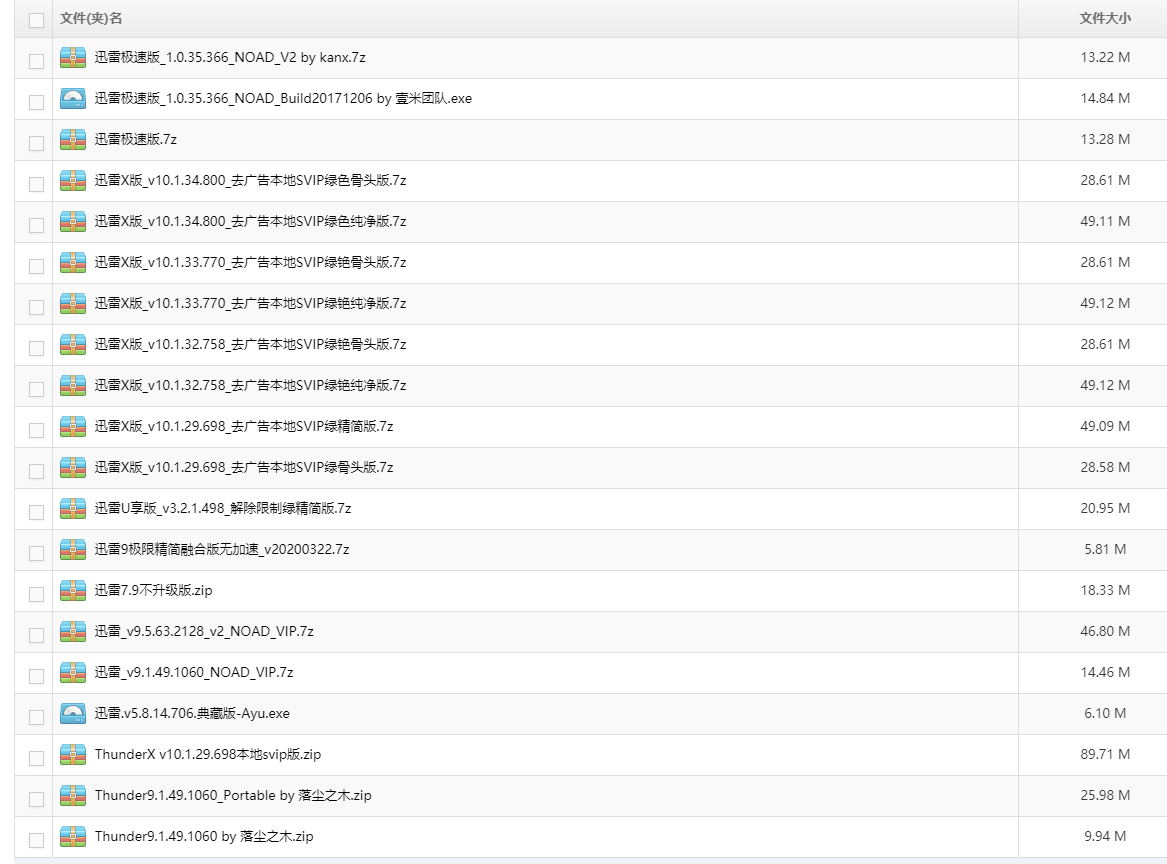 文件(夹)名 文件大小
迅雷极速版_1.0.35.366_NOAD_V2 by kanx.7z 13.22 M
迅雷极速版_1.0.35.366_NOAD_Build20171206 by 壹米团队.exe 14.84 M
迅雷极速版.7z 13.28 M
迅雷X版_v10.1.34.800_去广告本地SVIP绿色骨头版.7z 28.61 M
迅雷X版_v10.1.34.800_去广告本地SVIP绿色纯净版.7z 49.11 M
迅雷X版_v10.1.33.770_去广告本地SVIP绿铯骨头版.7z 28.61 M
迅雷X版_v10.1.33.770_去广告本地SVIP绿铯纯净版.7z 49.12 M
迅雷X版_v10.1.32.758_去广告本地SVIP绿铯骨头版.7z 28.61 M
迅雷X版_v10.1.32.758_去广告本地SVIP绿铯纯净版.7z 49.12 M
迅雷X版_v10.1.29.698_去广告本地SVIP绿精简版.7z 49.09 M
迅雷X版_v10.1.29.698_去广告本地SVIP绿骨头版.7z 28.58 M
迅雷U享版_v3.2.1.498_解除限制绿精简版.7z 20.95 M
迅雷9极限精简融合版无加速_v20200322.7z 5.81 M
迅雷7.9不升级版.zip 18.33 M
迅雷_v9.5.63.2128_v2_NOAD_VIP.7z 46.80 M
迅雷_v9.1.49.1060_NOAD_VIP.7z 14.46 M
迅雷.v5.8.14.706.典藏版-Ayu.exe 6.10 M
ThunderX v10.1.29.698本地svip版.zip 89.71 M
Thunder9.1.49.1060_Portable by 落尘之木.zip 25.98 M
Thunder9.1.49.1060 by 落尘之木.zip 9.94 M